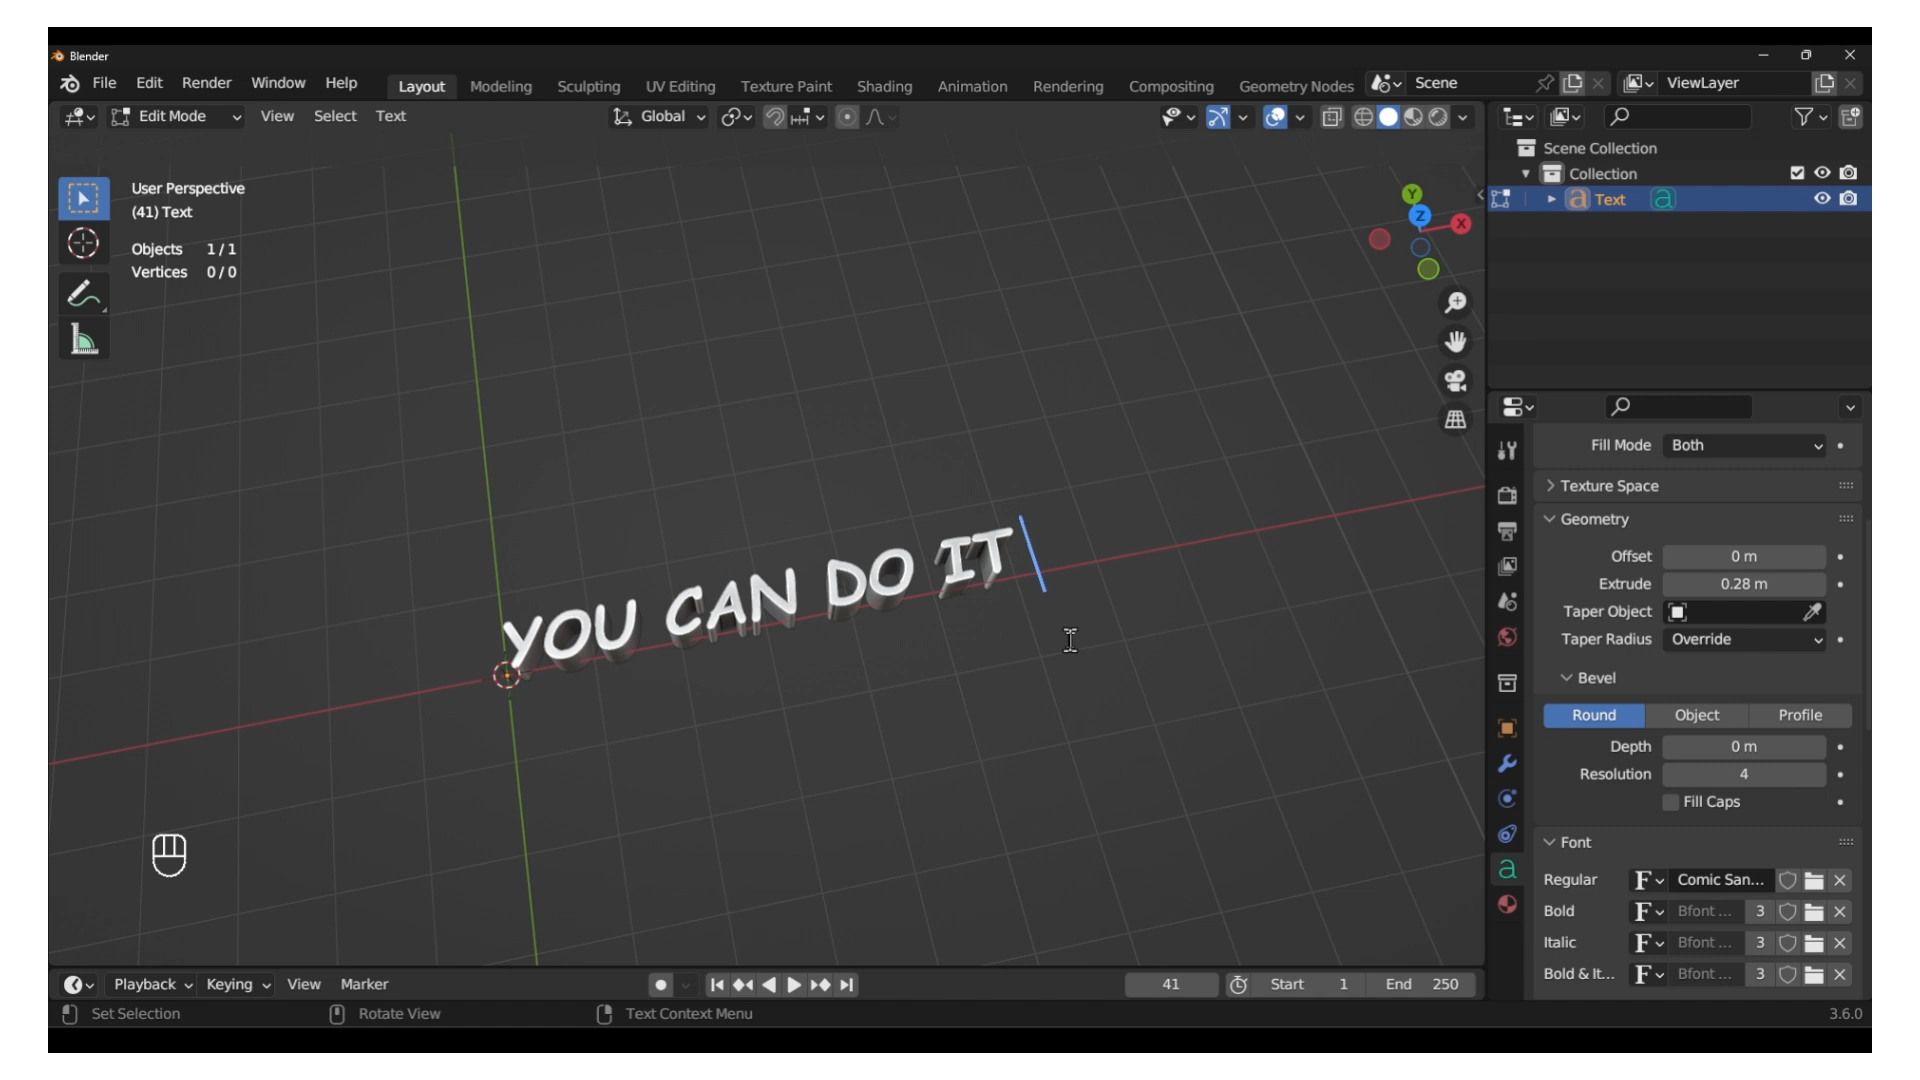 Blender
File Edit Render Window Help Layout Modeling Sculpting UV Editing Texture Paint Shading Animation Rendering Compositing Geometry Nodes Scene ViewLayer
Edit Mode View Select Text Global
User Perspective
(41) Text
Objects 1/1
Vertices 0/0
Y
Z
X
YOU CAN DO IT
Scene Collection
Collection
Text
Fill Mode Both
Texture Space
Geometry
Offset 0 m
Extrude 0.28 m
Taper Object
Taper Radius Override
Bevel
Round Object Profile
Depth 0 m
Resolution 4
Fill Caps
Font
Regular Comic San...
Bold Bfont ... 3
Italic Bfont ... 3
Bold & It... Bfont ... 3
Playback Keying View Marker 41 Start 1 End 250
Set Selection Rotate View Text Context Menu 3.6.0